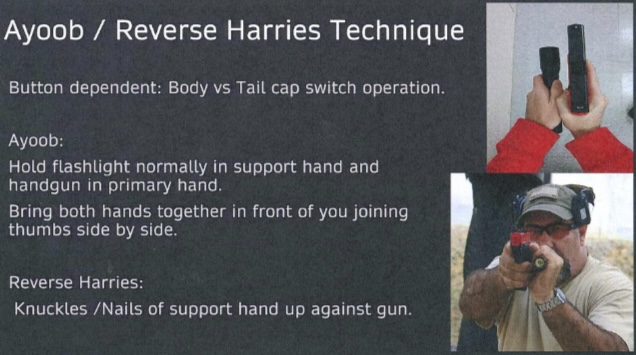 Ayoob / Reverse Harries Technique
Button dependent: Body vs Tail cap switch operation.
Ayoob:
Hold flashlight normally in support hand and
handgun in primary hand.
Bring both hands together in front of you joining
thumbs side by side.
Reverse Harries:
Knuckles /Nails of support hand up against gun.